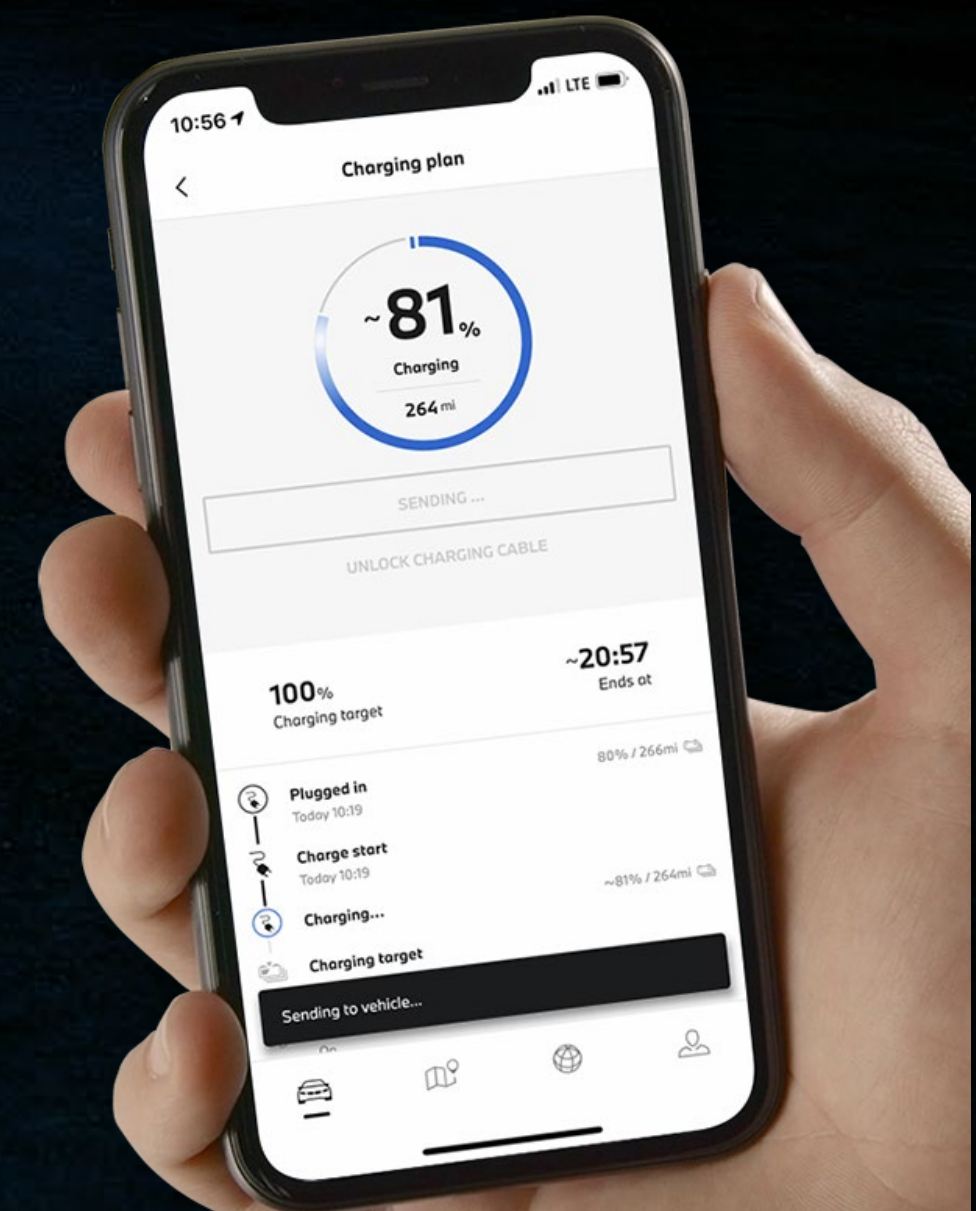 10:56
LTE
Charging plan
~81%
Charging
264 mi
SENDING ...
UNLOCK CHARGING CABLE
100%
Charging target
~20:57
Ends at
80% / 266mi
Plugged in
Today 10:19
Charge start
Today 10:19
~81% / 264mi
Charging...
Charging target
Sending to vehicle...